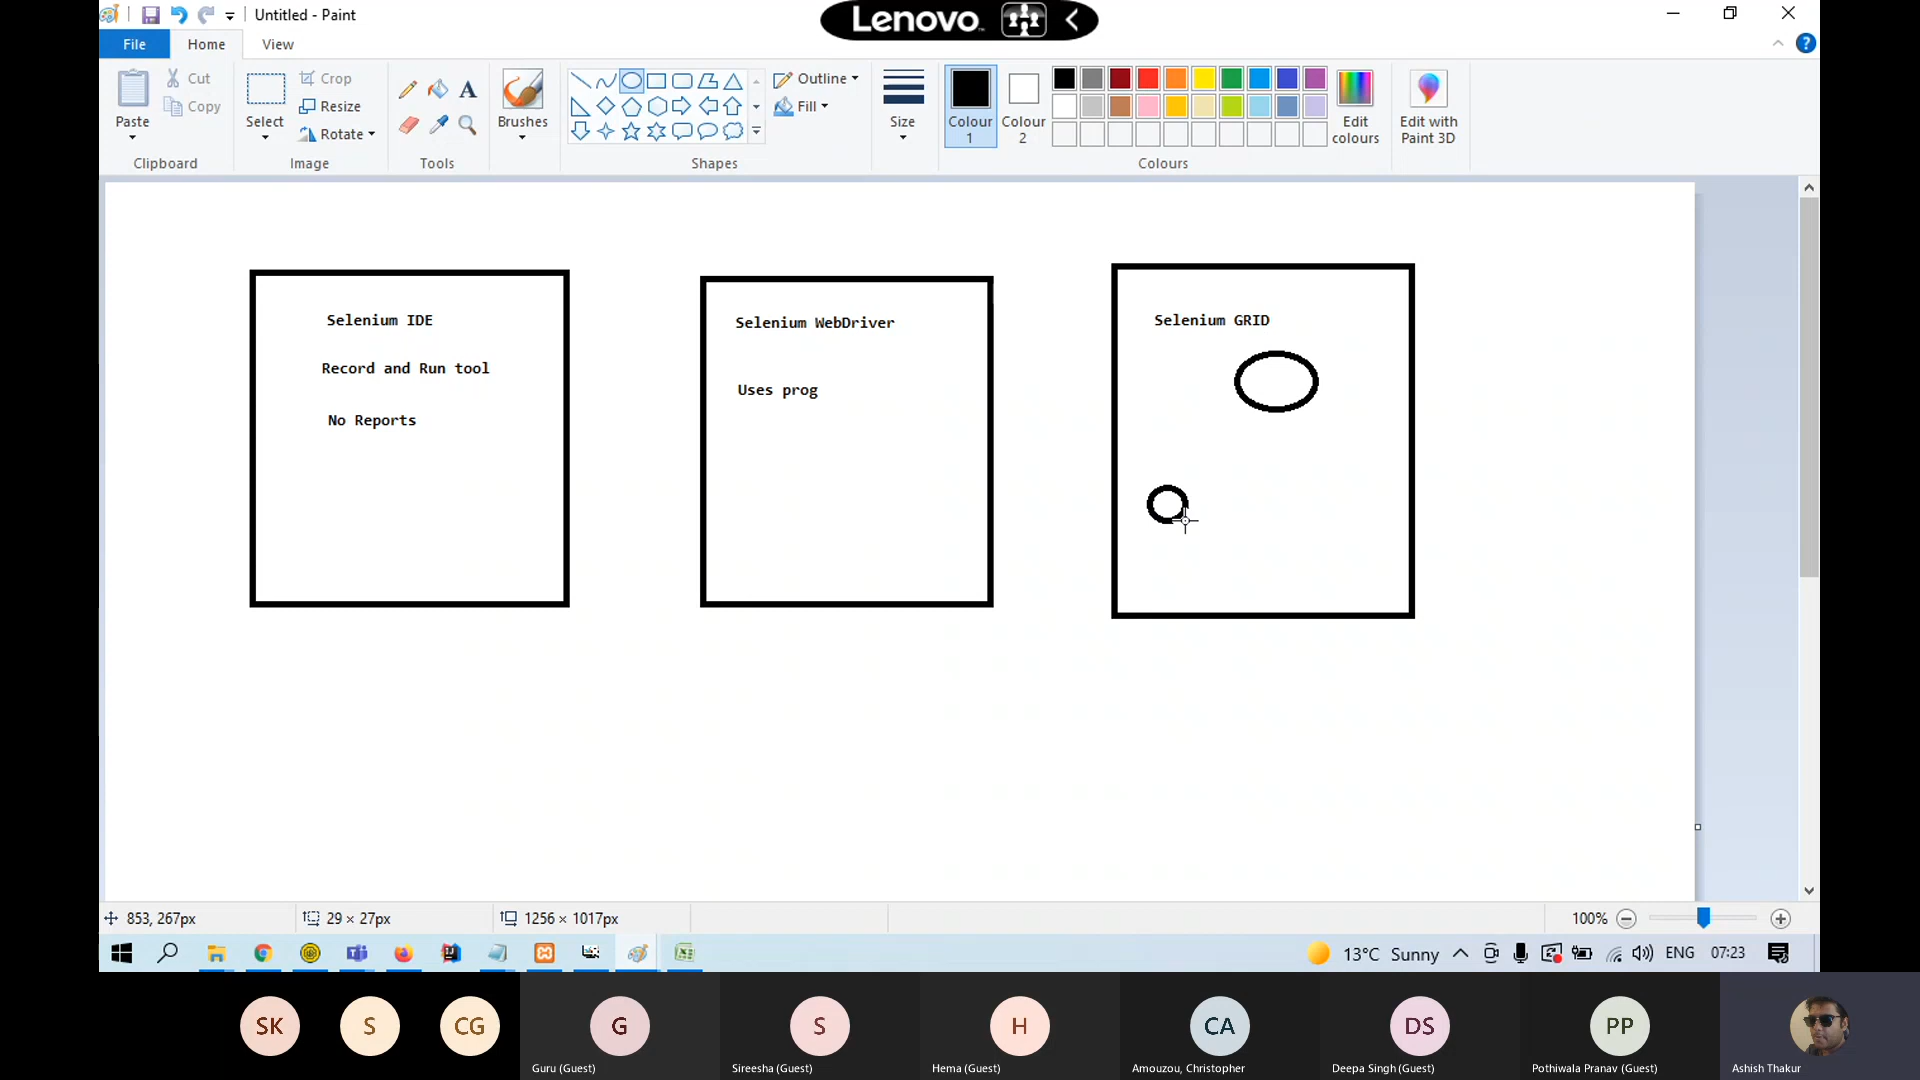 Untitled - Paint
Lenovo
File
Home
View
Paste
Cut
Copy
Clipboard
Select
Crop
Resize
Rotate
Image
A
Tools
Brushes
Outline
Fill
Shapes
Size
Colour
1
Colour
2
Edit
colours
Colours
Edit with
Paint 3D
Selenium IDE
Record and Run tool
No Reports
Selenium WebDriver
Uses prog
Selenium GRID
853, 267px
29 × 27px
1256 × 1017px
100%
13°C Sunny
ENG
07:23
SK
S
CG
G
Guru (Guest)
S
Sireesha (Guest)
H
Hema (Guest)
CA
Amouzou, Christopher
DS
Deepa Singh (Guest)
PP
Pothiwala Pranav (Guest)
Ashish Thakur